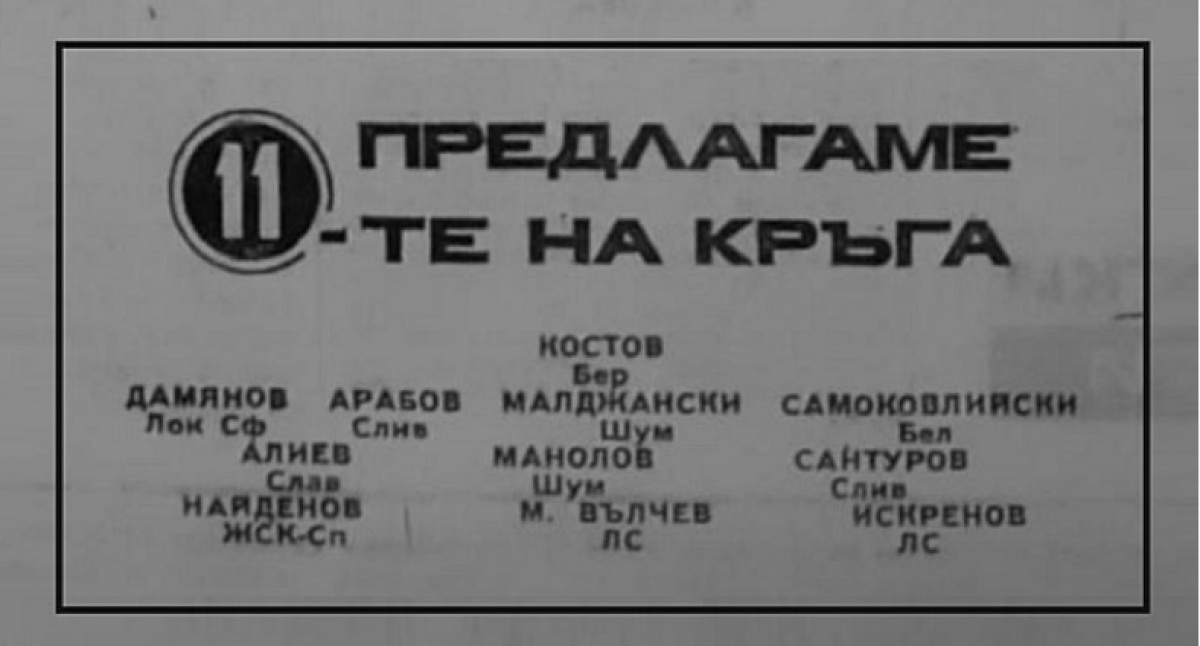 ПРЕДЛАГАМЕ
11-ТЕ НА КРЪГА
КОСТОВ
Бер
ДАМЯНОВ АРАБОВ МАЛДЖАНСКИ САМОКОВЛИЙСКИ
Лок Сф Слив Шум Бел
АЛИЕВ МАНОЛОВ САНТУРОВ
Слав Шум Слив
НАЙДЕНОВ М. ВЪЛЧЕВ ИСКРЕНОВ
ЖСК-Сп ЛС ЛС